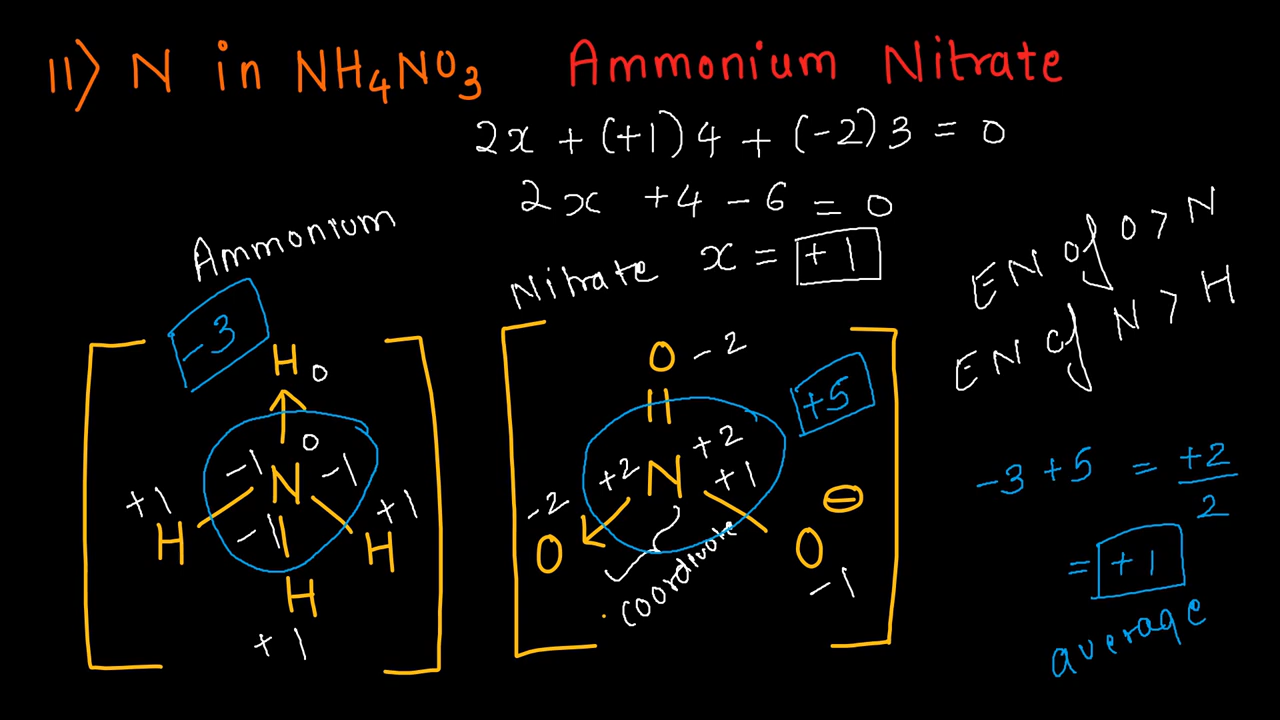 11) N in NH4NO3 Ammonium Nitrate
2x + (+1)4 + (-2)3 = 0
2x +4 - 6 = 0
x = +1
EN of O > N
EN of N > H
Ammonium
-3
H 0
0
-1 N -1
+1 +1
H -1 H
H
+1
Nitrate
O -2
+5
+2
+2 N +1
-2 ⊖
O O
coordinate
-1
-3 +5 = +2/2
= +1
average